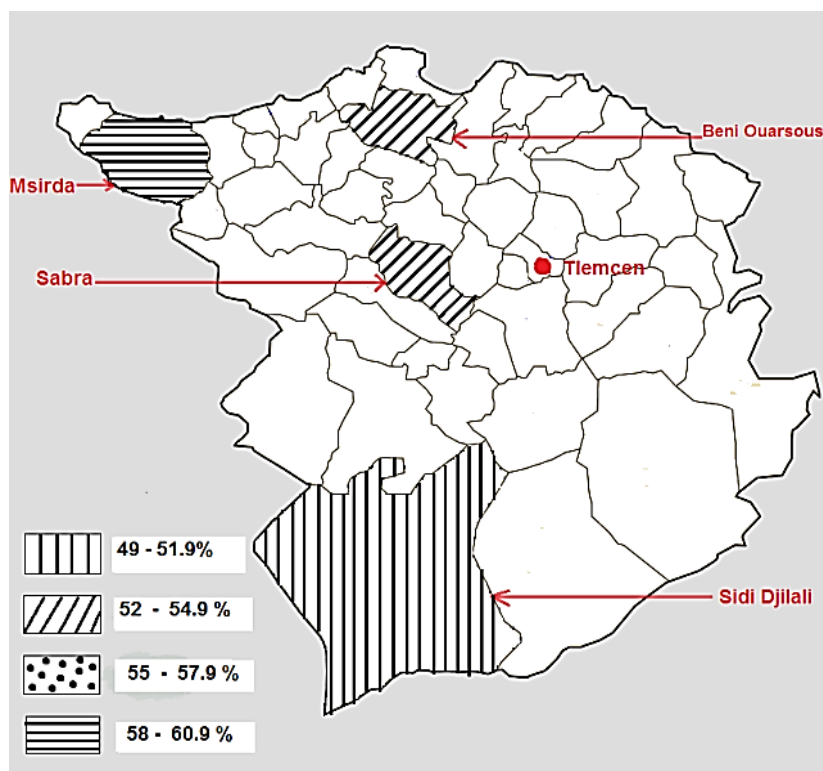 Beni Ouarsous
Msirda
Sabra
Tlemcen
49 - 51.9%
52 - 54.9 %
Sidi Djilali
55 - 57.9 %
58 - 60.9 %